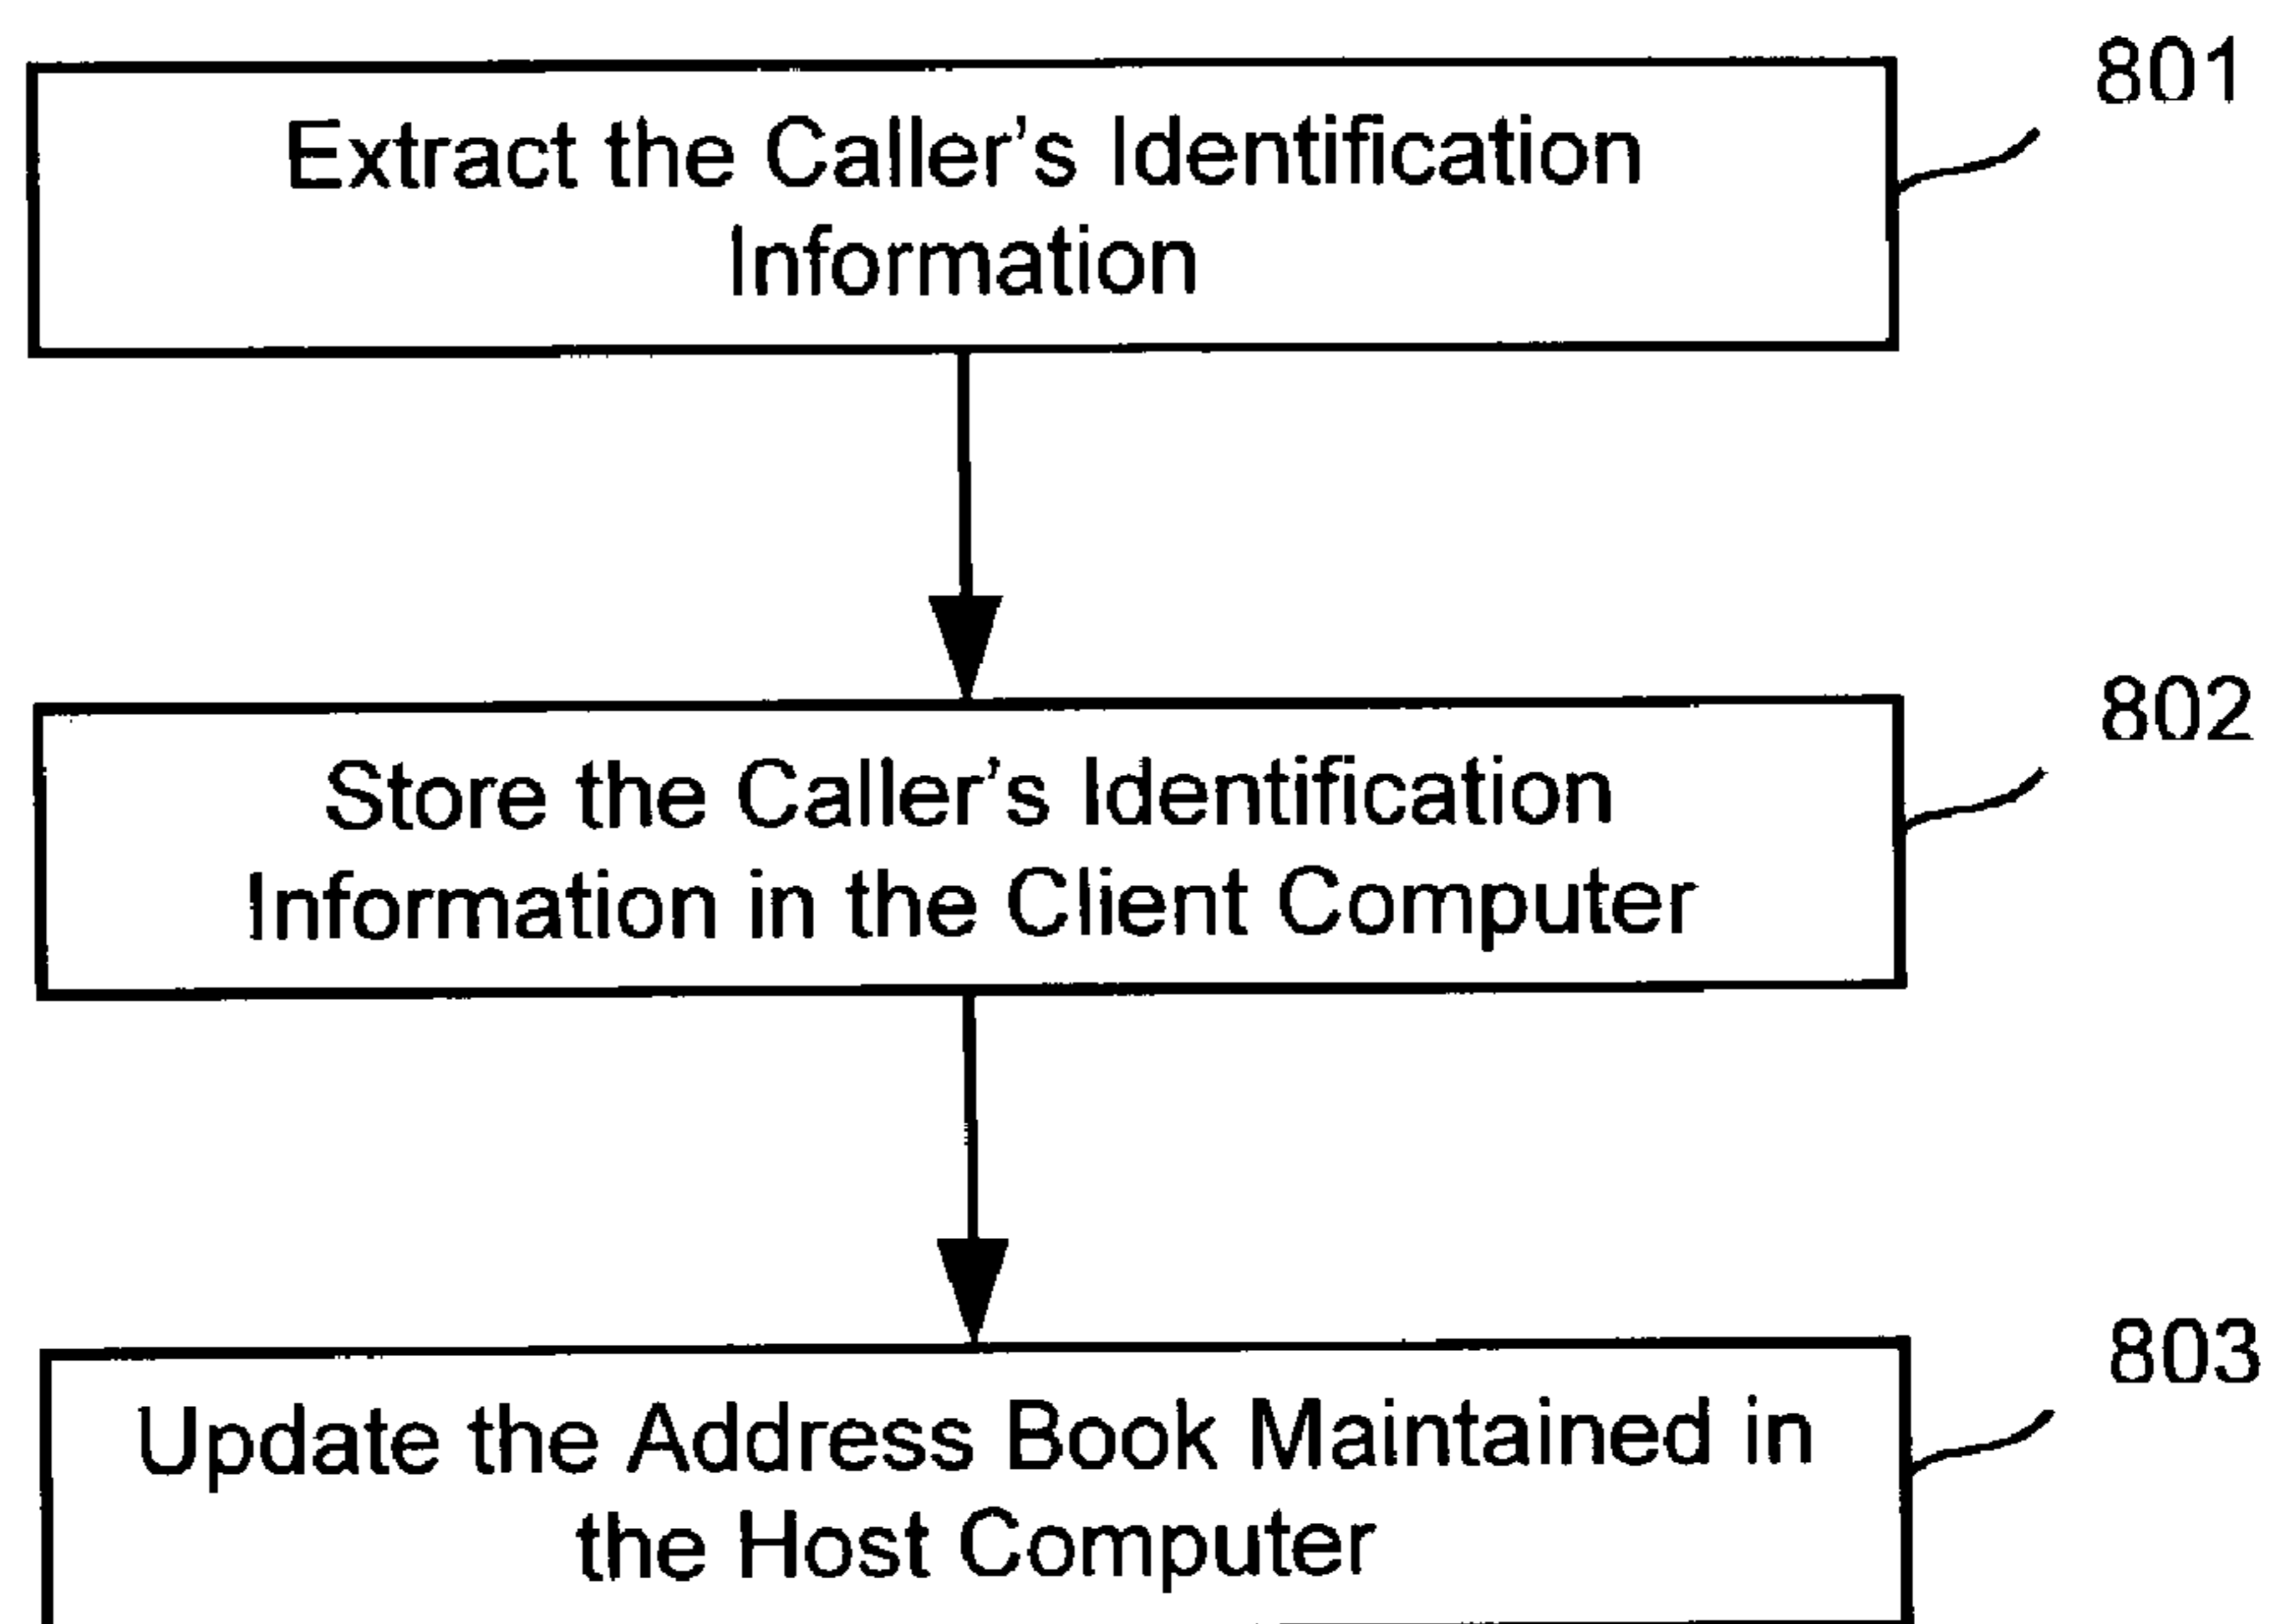 801
Extract the Caller's Identification
Information
802
Store the Caller's Identification
Information in the Client Computer
803
Update the Address Book Maintained in
the Host Computer